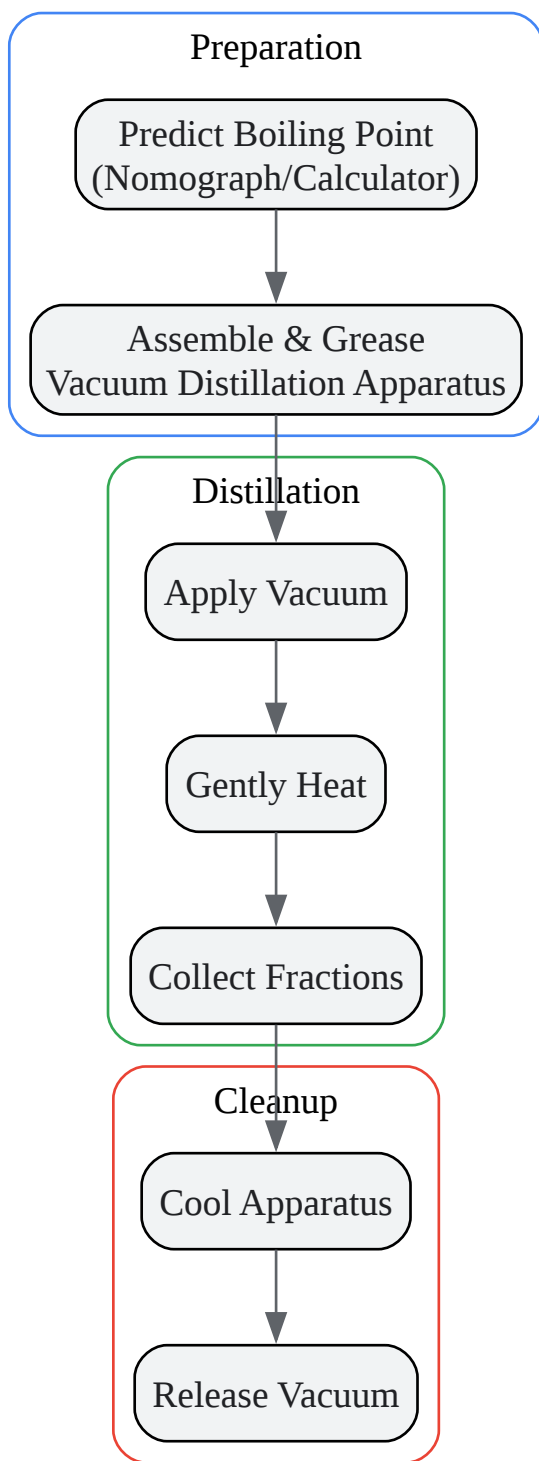 Preparation
Predict Boiling Point
(Nomograph/Calculator)
Assemble & Grease
Vacuum Distillation Apparatus
Distillation
Apply Vacuum
Gently Heat
Collect Fractions
Cleanup
Cool Apparatus
Release Vacuum